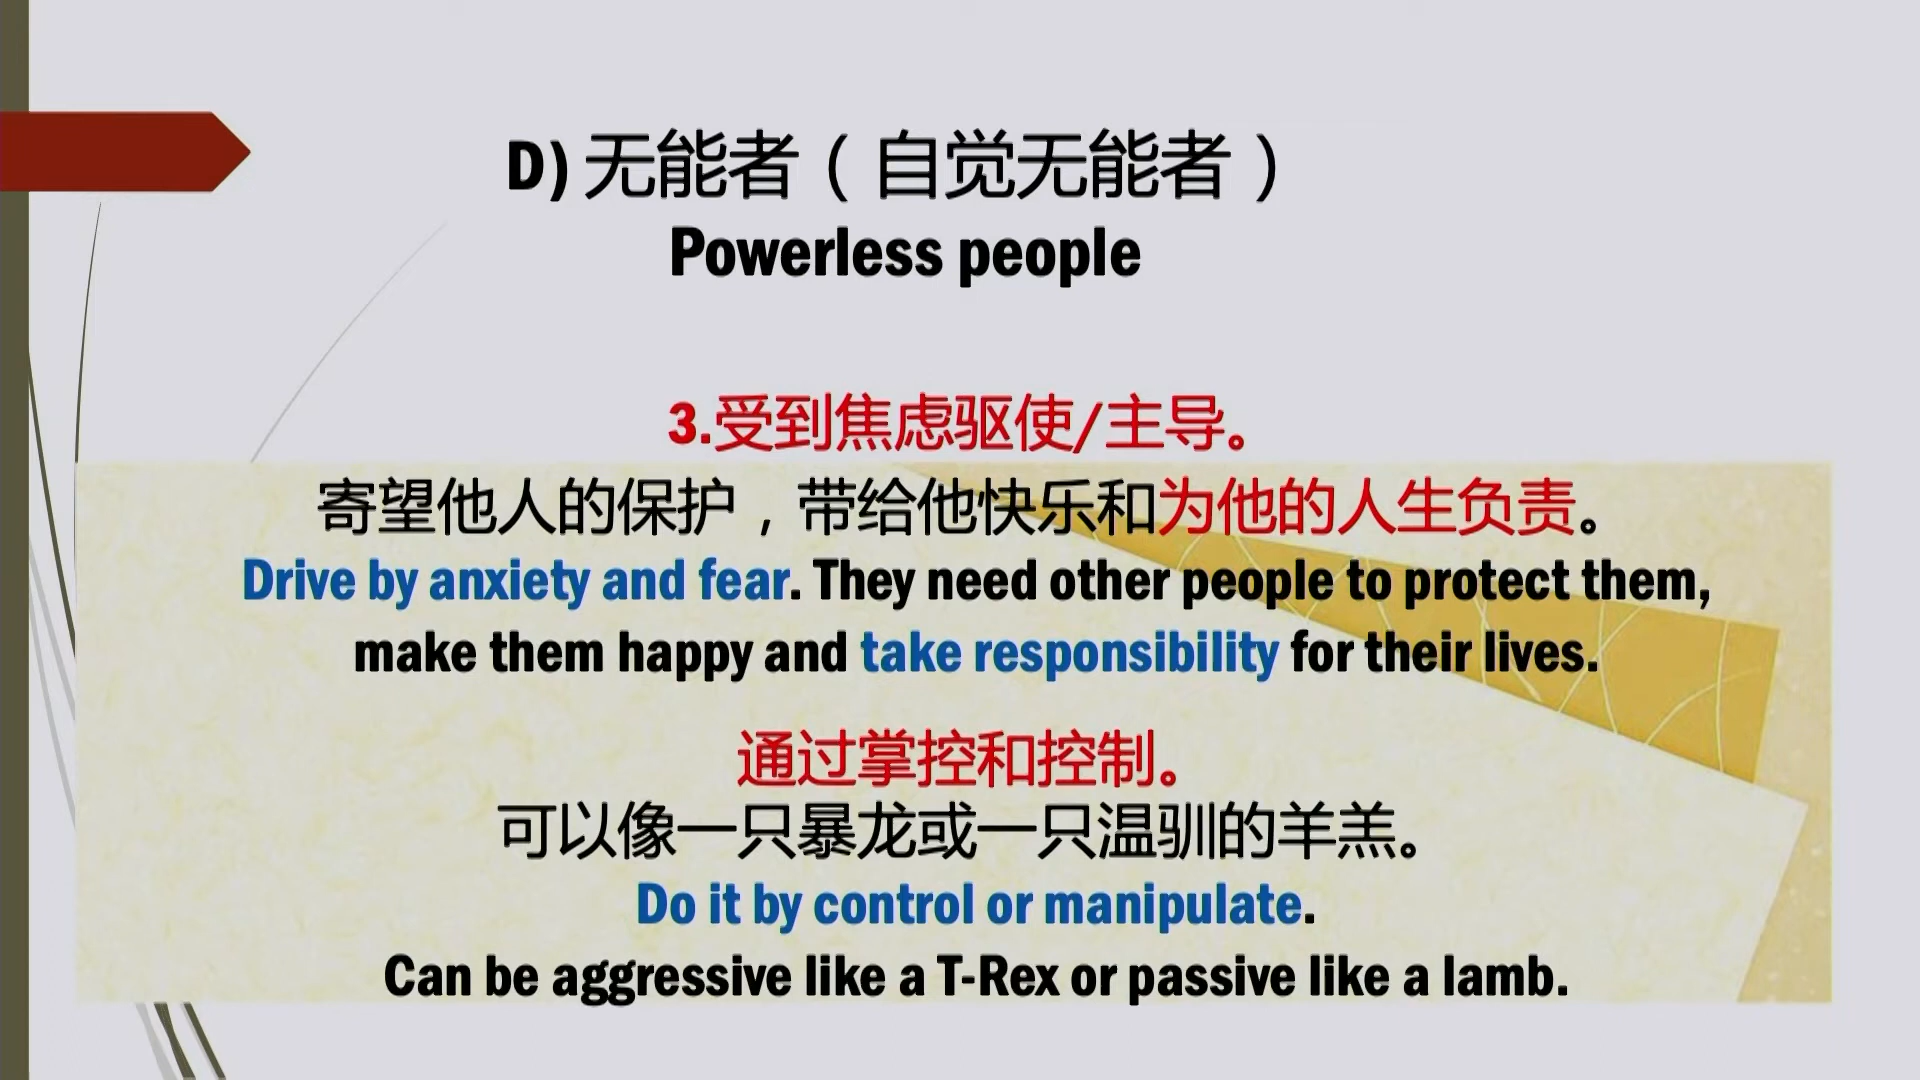 D) 无能者（自觉无能者）
Powerless people
3.受到焦虑驱使/主导。
寄望他人的保护，带给他快乐和为他的人生负责。
Drive by anxiety and fear. They need other people to protect them,
make them happy and take responsibility for their lives.
通过掌控和控制。
可以像一只暴龙或一只温驯的羊羔。
Do it by control or manipulate.
Can be aggressive like a T-Rex or passive like a lamb.